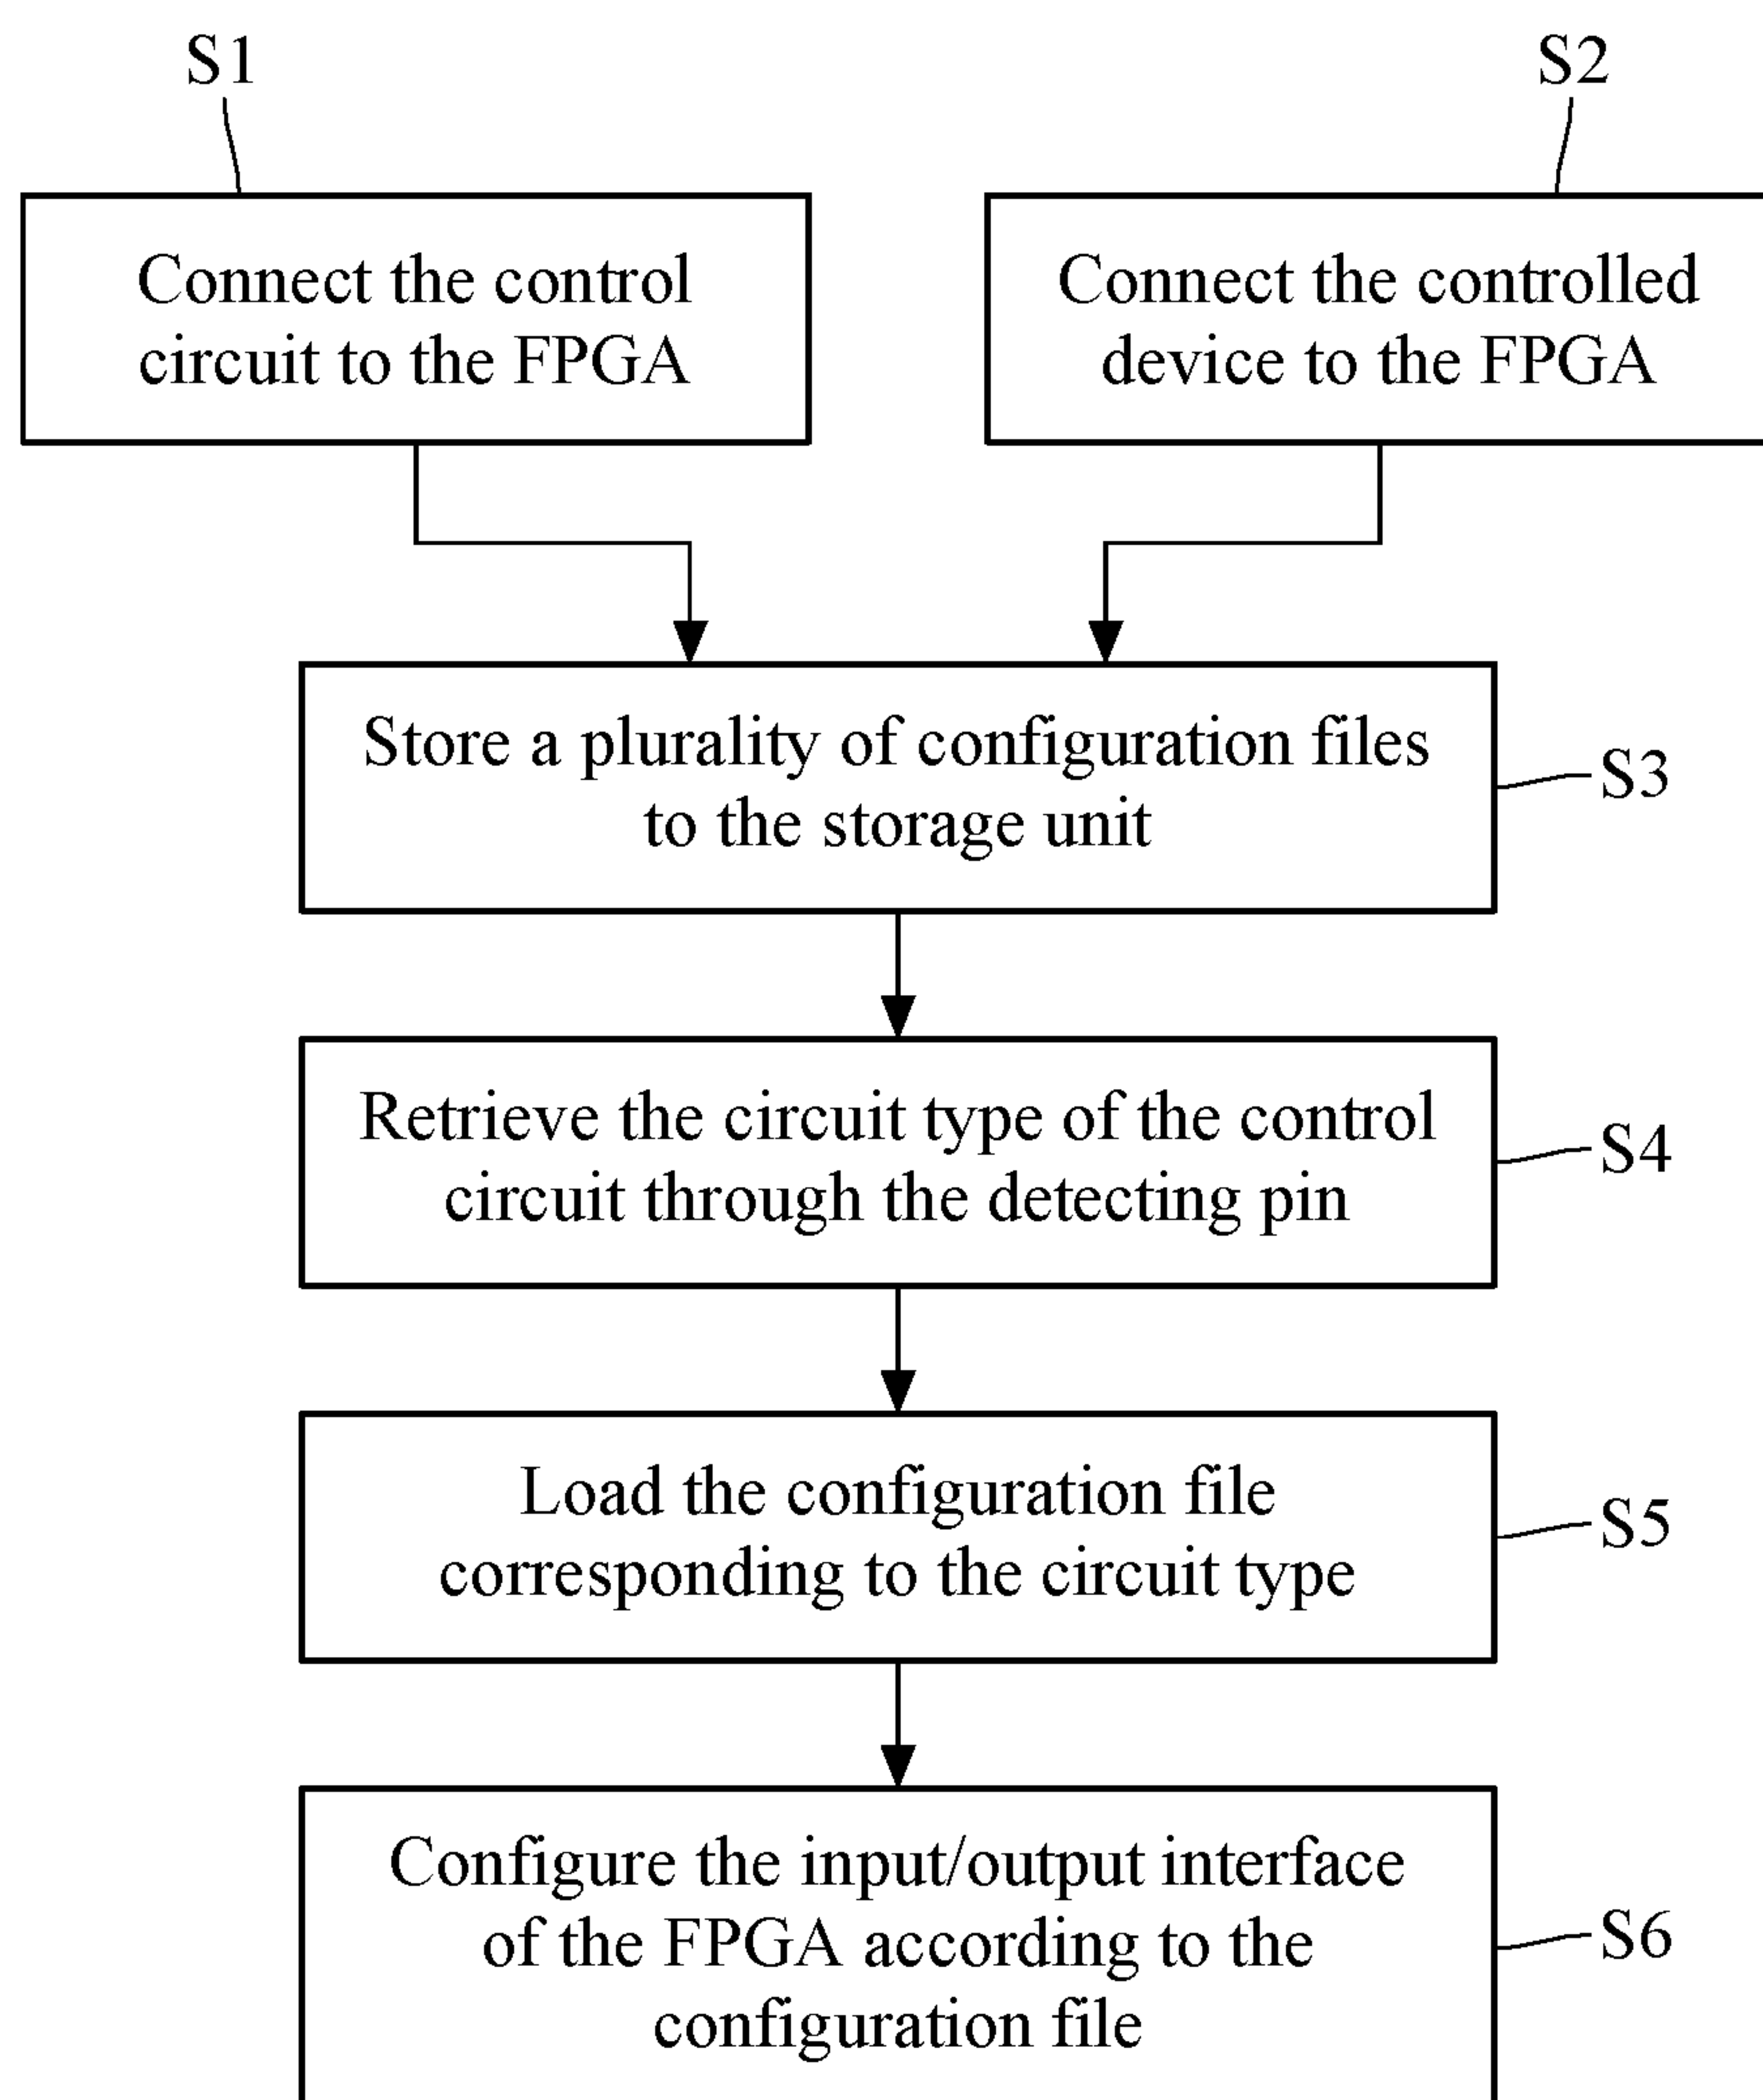 S1
S2
Connect the control
circuit to the FPGA
Connect the controlled
device to the FPGA
Store a plurality of configuration files
to the storage unit
S3
Retrieve the circuit type of the control
circuit through the detecting pin
S4
Load the configuration file
corresponding to the circuit type
S5
Configure the input/output interface
of the FPGA according to the
configuration file
S6